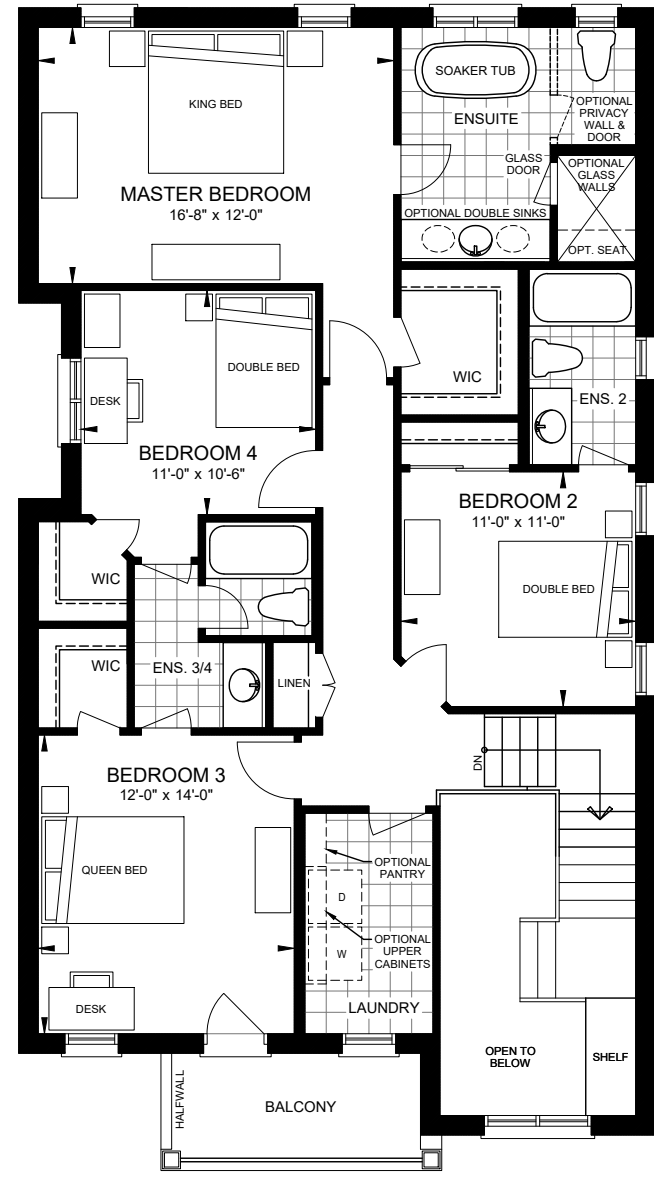 SOAKER TUB
KING BED
ENSUITE
OPTIONAL
PRIVACY
WALL &
DOOR
GLASS
DOOR
OPTIONAL
GLASS
WALLS
MASTER BEDROOM
16'-8" x 12'-0"
OPTIONAL DOUBLE SINKS
OPT. SEAT
DOUBLE BED
WIC
DESK
ENS. 2
BEDROOM 4
11'-0" x 10'-6"
BEDROOM 2
11'-0" x 11'-0"
WIC
DOUBLE BED
WIC
ENS. 3/4
LINEN
DN
BEDROOM 3
12'-0" x 14'-0"
QUEEN BED
OPTIONAL
PANTRY
D
OPTIONAL
UPPER
CABINETS
W
DESK
LAUNDRY
OPEN TO
BELOW
SHELF
HALFWALL
BALCONY